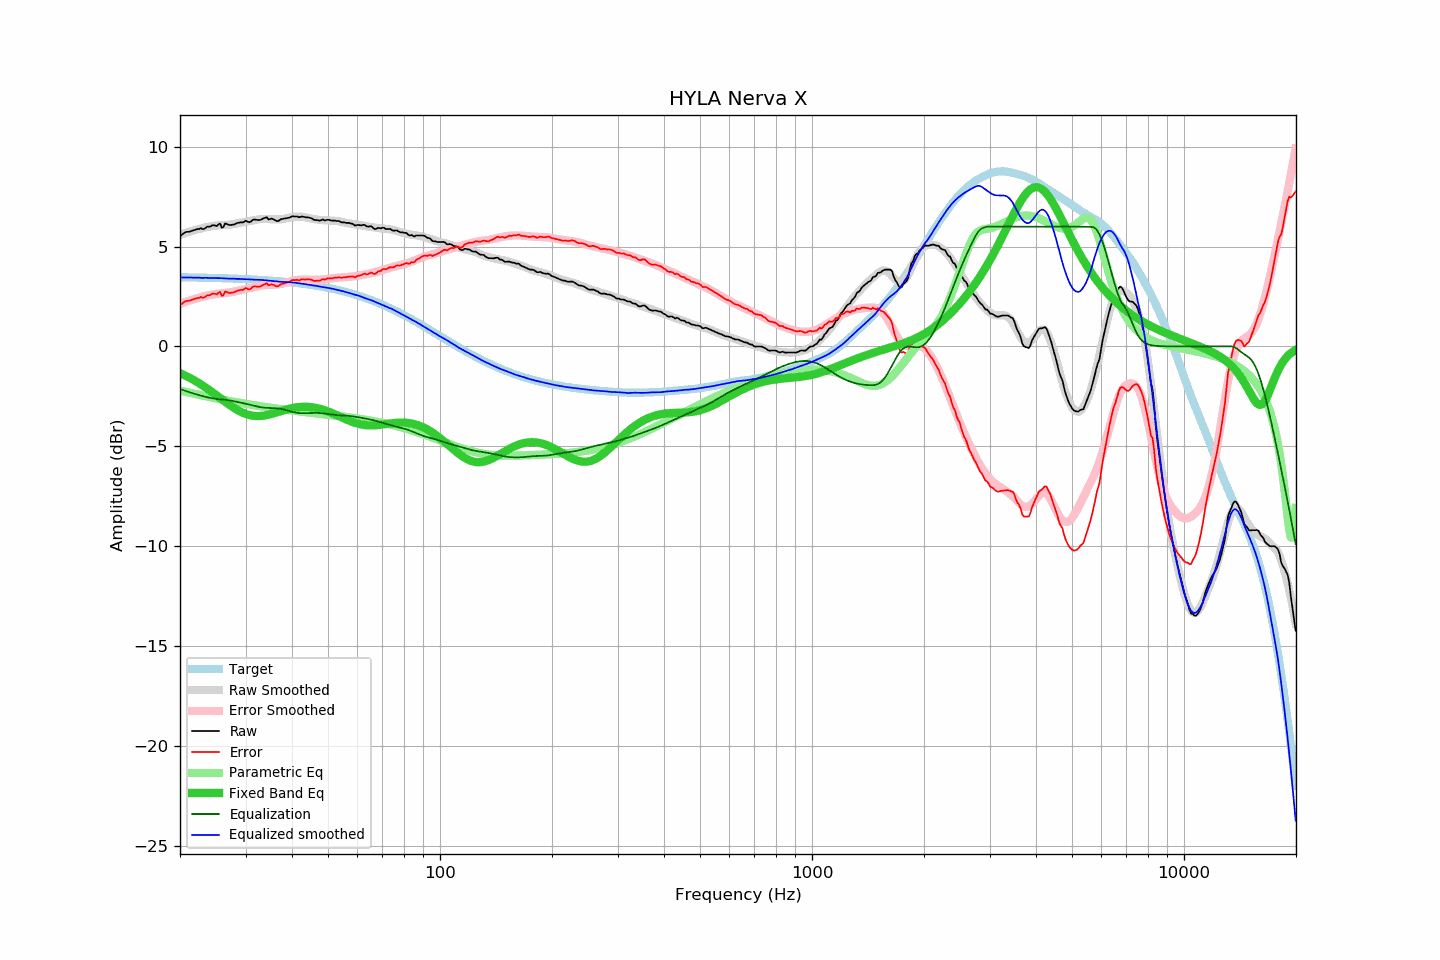 HYLA Nerva X
Amplitude (dBr)
10
5
0
−5
−10
−15
−20
−25
Target
Raw Smoothed
Error Smoothed
Raw
Error
Parametric Eq
Fixed Band Eq
Equalization
Equalized smoothed
100
1000
10000
Frequency (Hz)